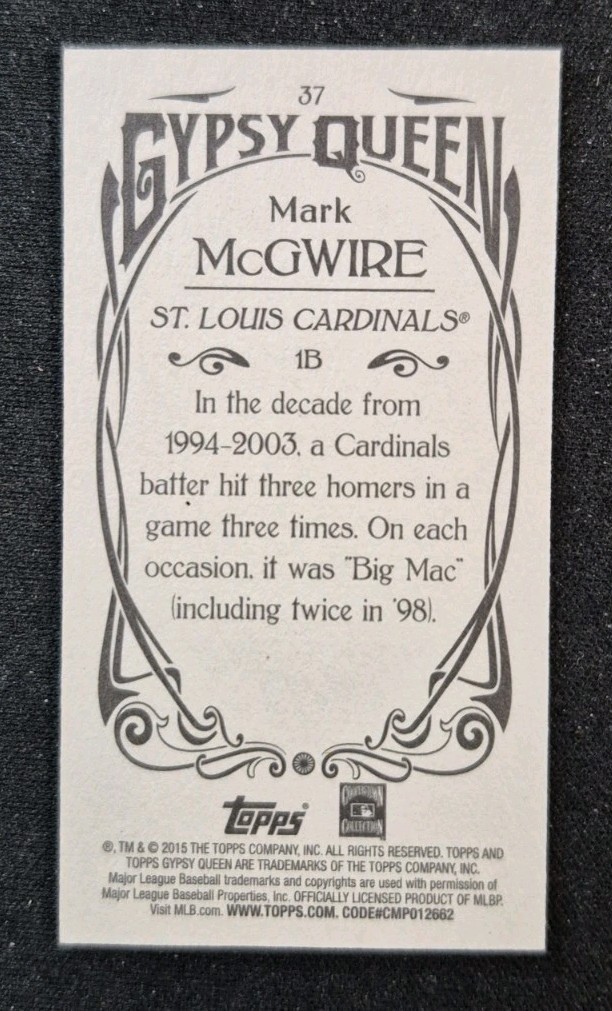 37
GYPSY QUEEN
Mark
McGWIRE
ST. LOUIS CARDINALS®
1B
In the decade from
1994-2003, a Cardinals
batter hit three homers in a
game three times. On each
occasion, it was "Big Mac"
(including twice in '98).
topps®
COOPERSTOWN
COLLECTION
®, TM & © 2015 THE TOPPS COMPANY, INC. ALL RIGHTS RESERVED. TOPPS AND
TOPPS GYPSY QUEEN ARE TRADEMARKS OF THE TOPPS COMPANY, INC.
Major League Baseball trademarks and copyrights are used with permission of
Major League Baseball Properties, Inc. OFFICIALLY LICENSED PRODUCT OF MLBP.
Visit MLB.com. WWW.TOPPS.COM. CODE#CMP012662